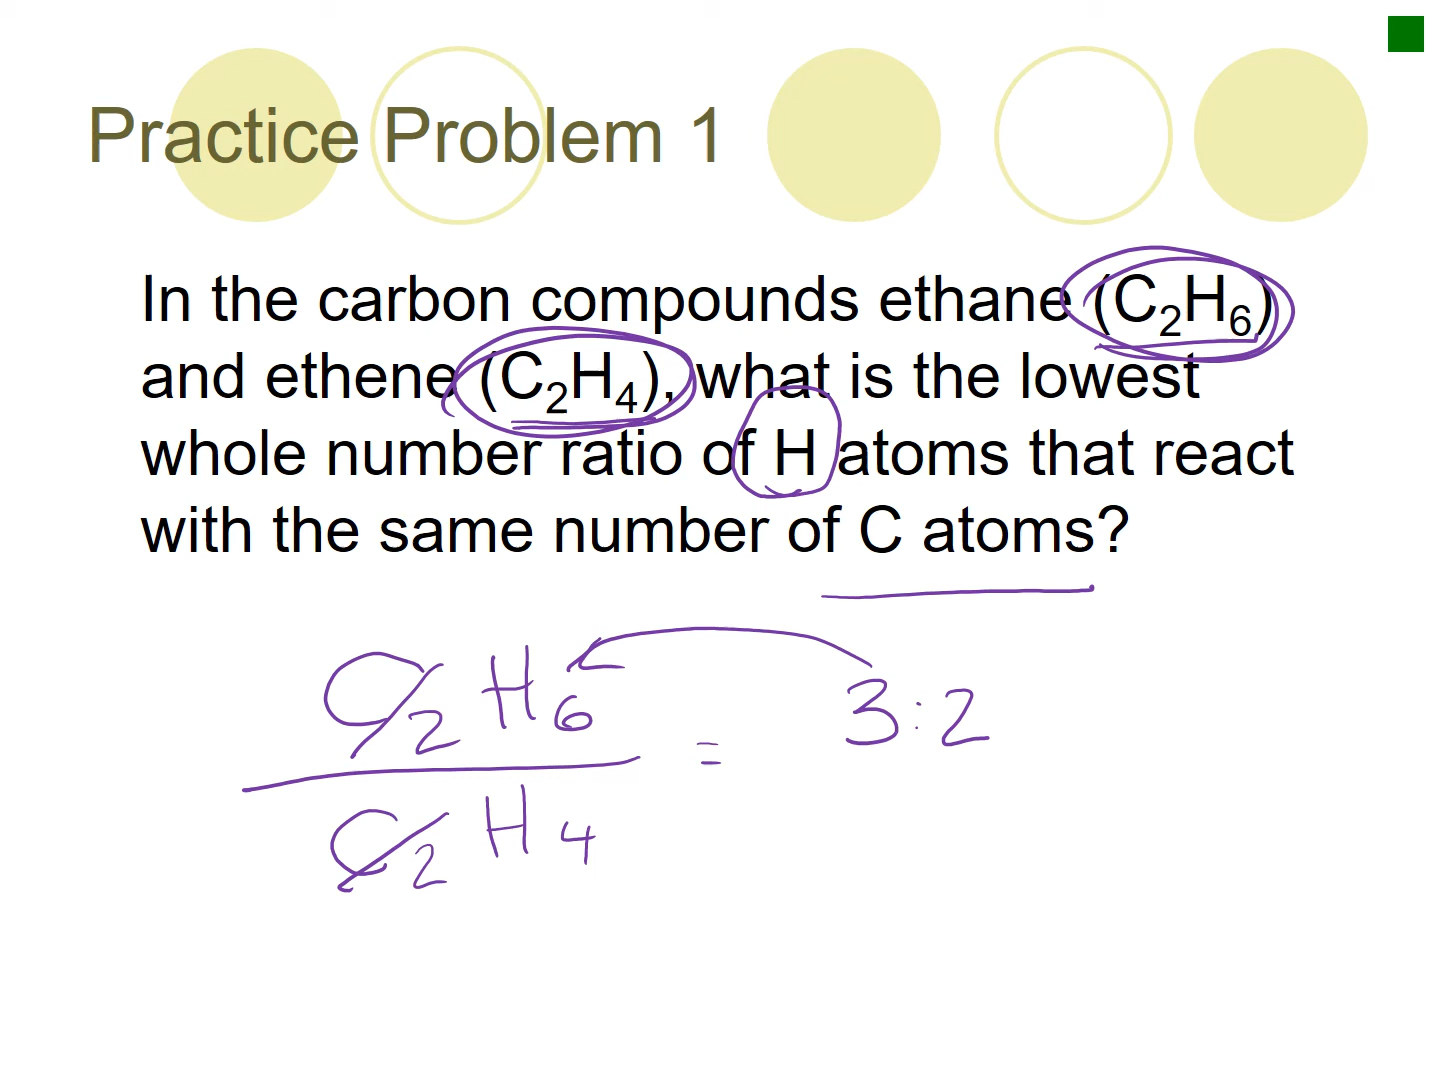 Practice Problem 1
In the carbon compounds ethane (C₂H₆)
and ethene (C₂H₄), what is the lowest
whole number ratio of H atoms that react
with the same number of C atoms?
C₂H₆
= 3:2
C₂H₄